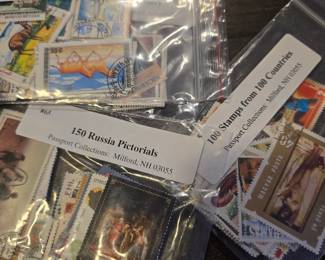 150 Russia Pictorials
Passport Collections Milford, NH 03055
100 Stamps from 100 Countries
Passport Collections: Milford, NH 03055